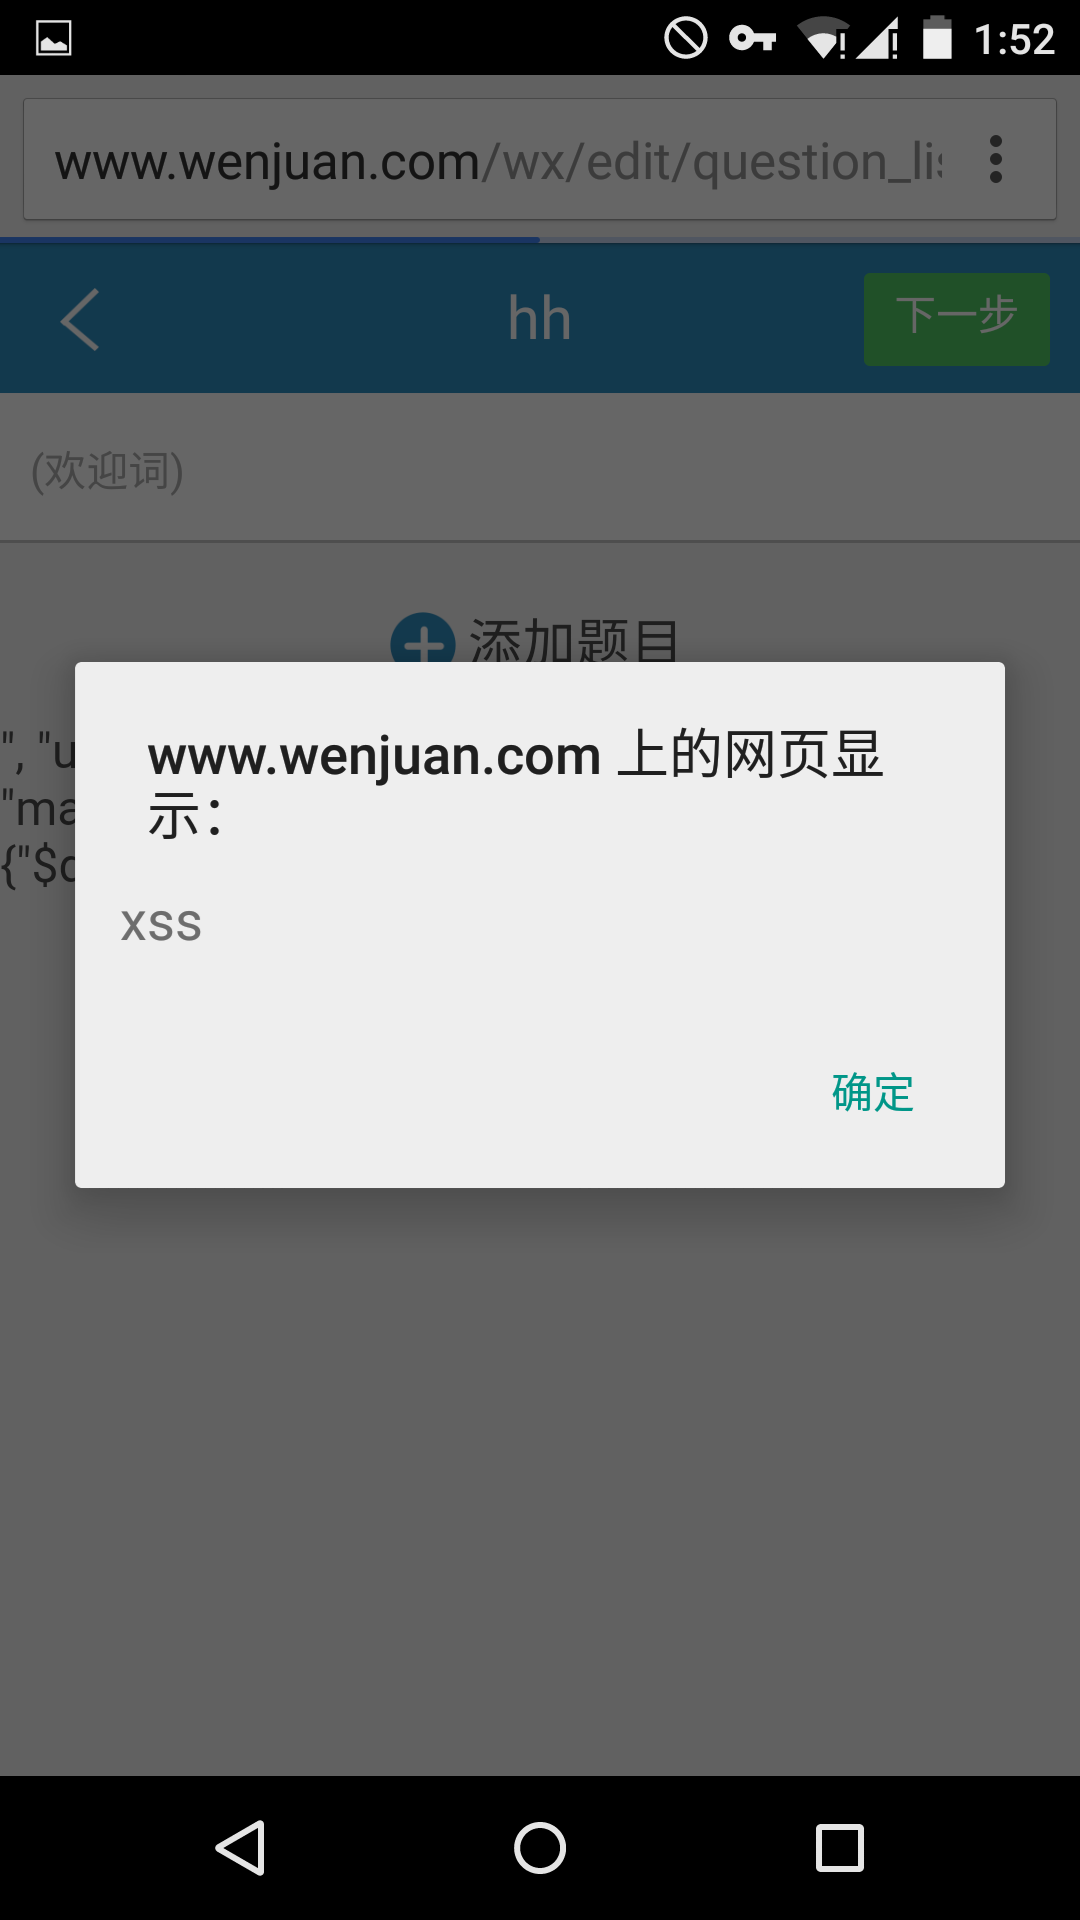 1:52
www.wenjuan.com/wx/edit/question_lis
hh
下一步
(欢迎词)
添加题目
", "u
"ma
{"$
www.wenjuan.com 上的网页显
示：
xss
确定